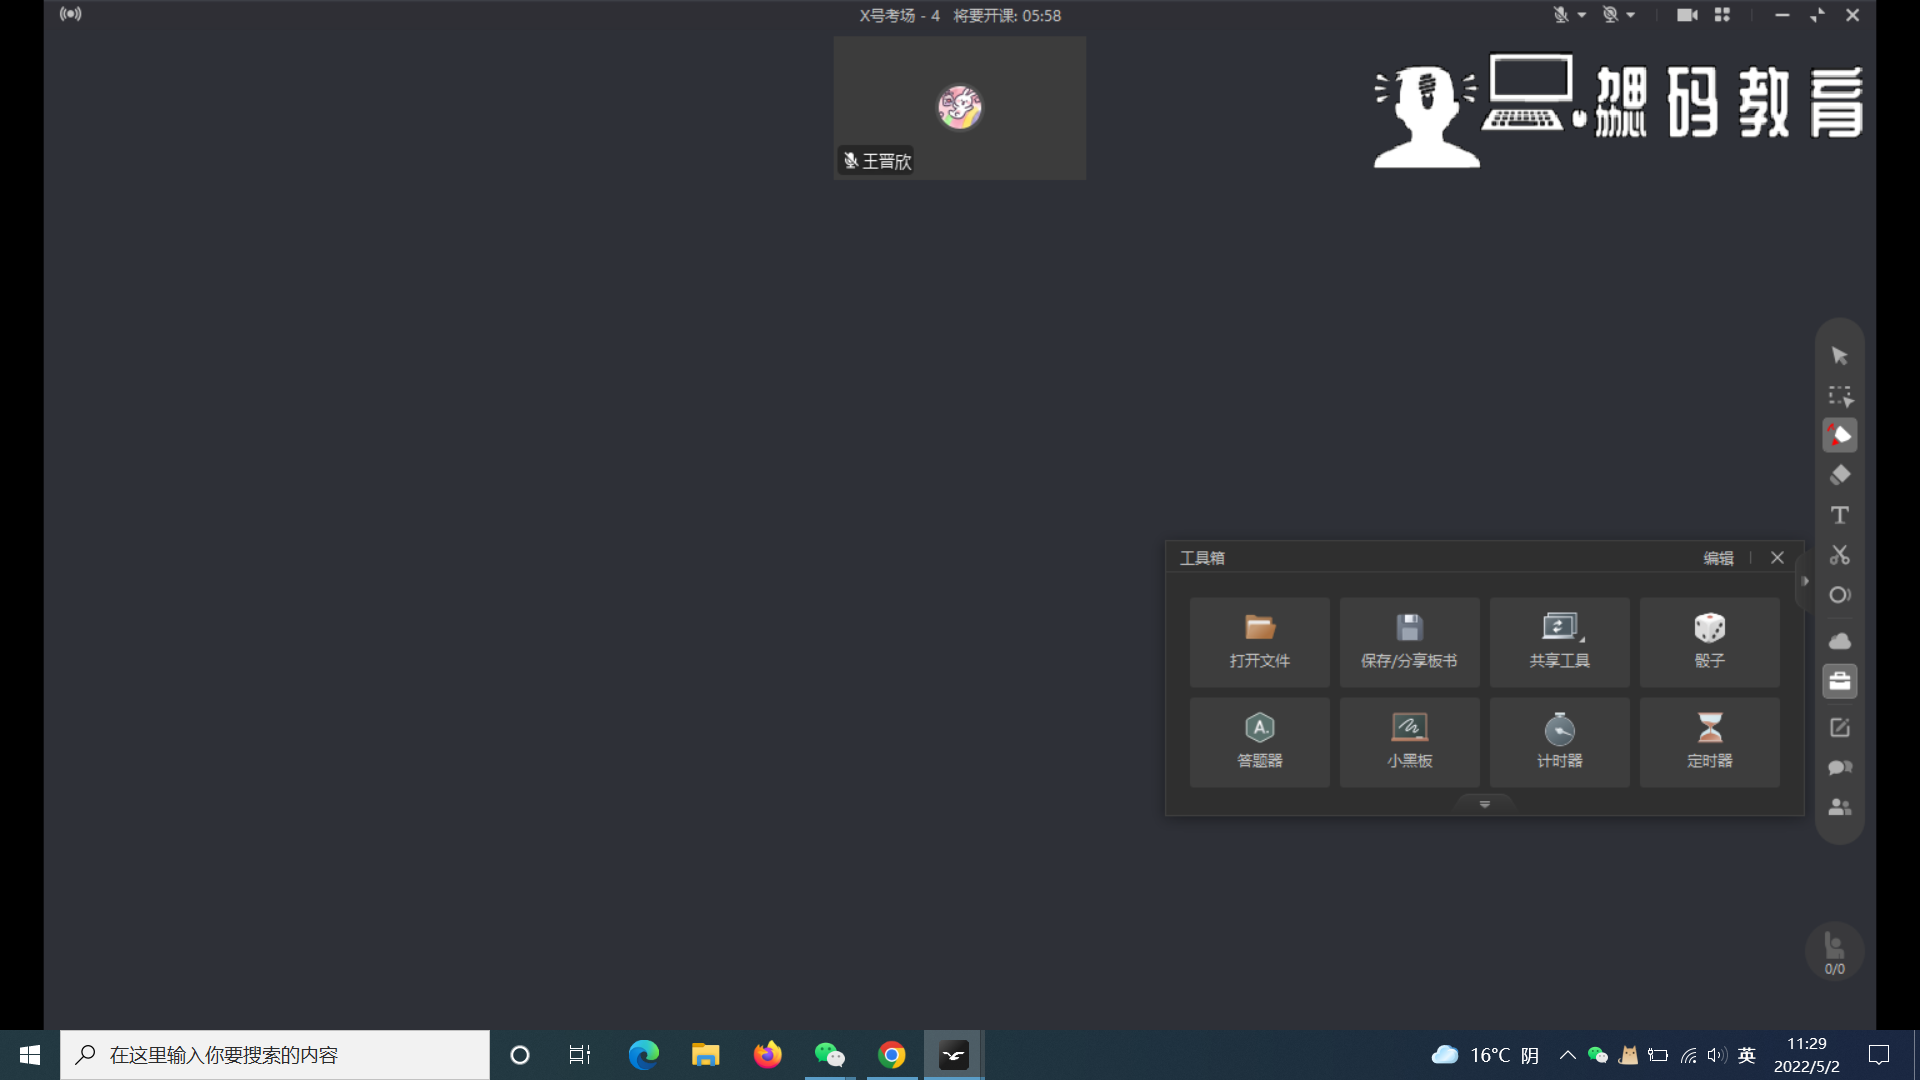 X号考场 - 4 将要开课: 05:58
王晋欣
码 教 育
工具箱
编辑
打开文件
保存/分享板书
共享工具
骰子
A.
答题器
小黑板
计时器
定时器
T
0/0
在这里输入你要搜索的内容
16°C 阴
英
11:29
2022/5/2